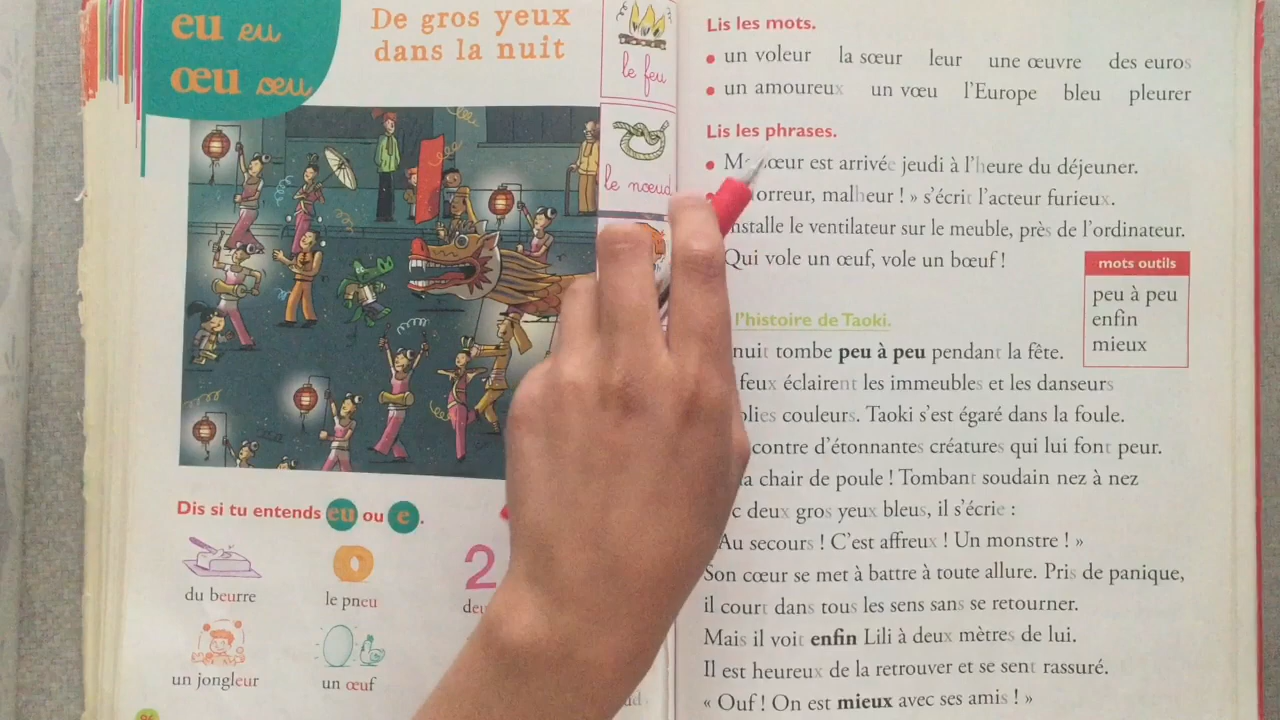 eu eu
œu œu
De gros yeux
dans la nuit
le feu
le nœud
Dis si tu entends eu ou e.
du beurre
le pneu
2
un jongleur
un œuf
Lis les mots.
un voleur la sœur leur une œuvre des euros
un amoureux un vœu l'Europe bleu pleurer
Lis les phrases.
est arrivée jeudi à l'heure du déjeuner.
malheur ! » s'écrit l'acteur furieux.
le ventilateur sur le meuble, près de l'ordinateur.
Qui vole un œuf, vole un bœuf !
mots outils
peu à peu
enfin
mieux
l'histoire de Taoki.
nuit tombe peu à peu pendant la fête.
feux éclairent les immeubles et les danseurs
couleurs. Taoki s'est égaré dans la foule.
d'étonnantes créatures qui lui font peur.
chair de poule ! Tombant soudain nez à nez
deux gros yeux bleus, il s'écrie :
Au secours ! C'est affreux ! Un monstre ! »
Son cœur se met à battre à toute allure. Pris de panique,
il court dans tous les sens sans se retourner.
Mais il voit enfin Lili à deux mètres de lui.
Il est heureux de la retrouver et se sent rassuré.
« Ouf ! On est mieux avec ses amis ! »